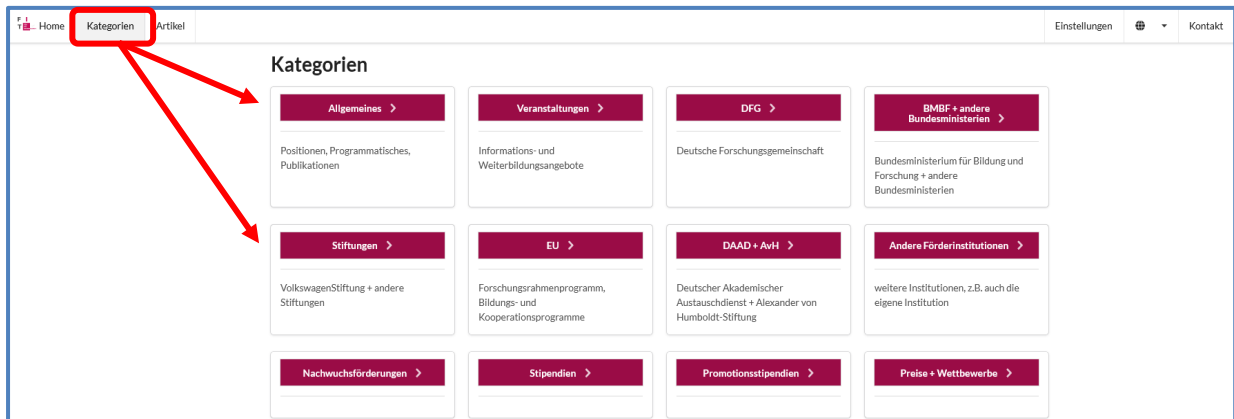 F I
T E Home Kategorien Artikel Einstellungen Kontakt
Kategorien
Allgemeines
Positionen, Programmatisches,
Publikationen
Veranstaltungen
Informations- und
Weiterbildungsangebote
DFG
Deutsche Forschungsgemeinschaft
BMBF + andere
Bundesministerien
Bundesministerium für Bildung und
Forschung + andere
Bundesministerien
Stiftungen
VolkswagenStiftung + andere
Stiftungen
EU
Forschungsrahmenprogramm,
Bildungs- und
Kooperationsprogramme
DAAD + AvH
Deutscher Akademischer
Austauschdienst + Alexander von
Humboldt-Stiftung
Andere Förderinstitutionen
weitere Institutionen, z.B. auch die
eigene Institution
Nachwuchsförderungen
Stipendien
Promotionsstipendien
Preise + Wettbewerbe